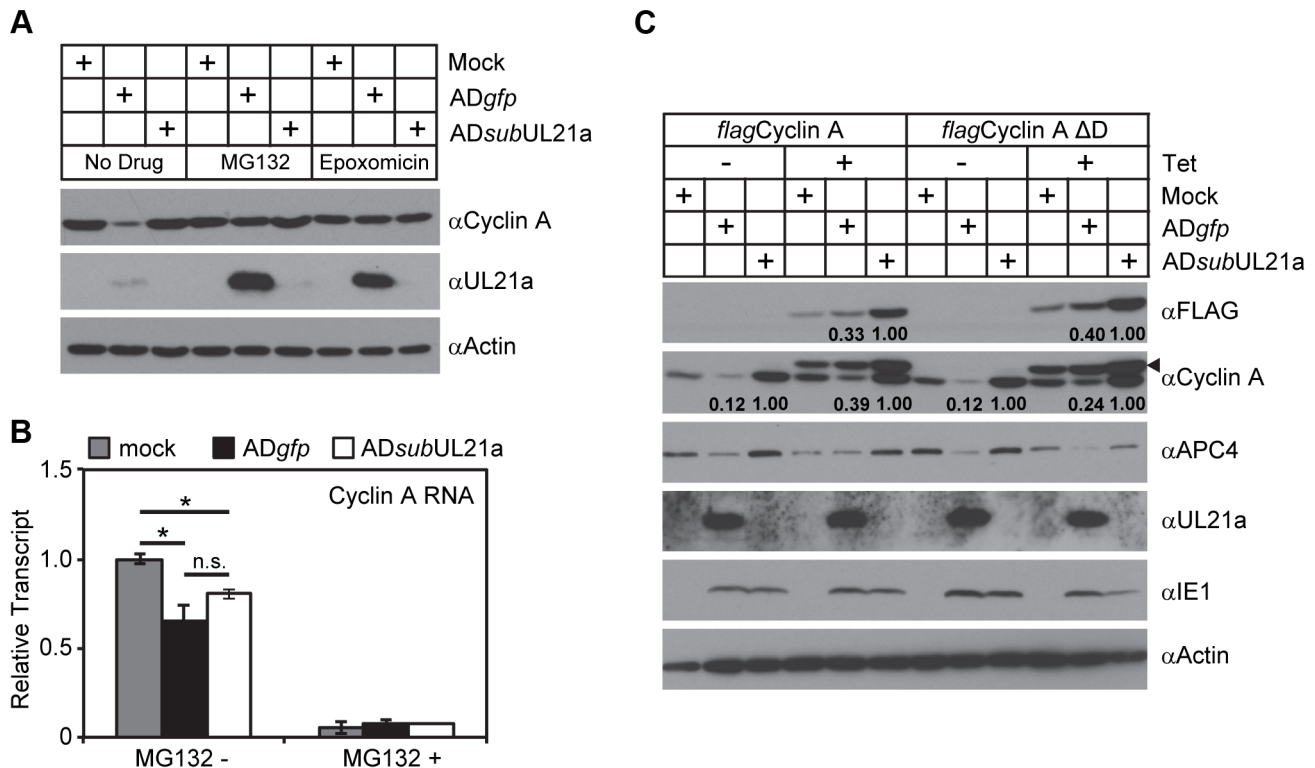 A
+ + + Mock
+ + + ADgfp
+ + + ADsubUL21a
No Drug MG132 Epoxomicin
αCyclin A
αUL21a
αActin
B
mock ADgfp ADsubUL21a
Cyclin A RNA
Relative Transcript
1.5
1.0
0.5
0
*
*
n.s.
MG132 - MG132 +
C
flagCyclin A flagCyclin A ΔD
- + - + Tet
+ + + + Mock
+ + + + ADgfp
+ + + + ADsubUL21a
αFLAG
0.33 1.00 0.40 1.00
αCyclin A
0.12 1.00 0.39 1.00 0.12 1.00 0.24 1.00
αAPC4
αUL21a
αIE1
αActin